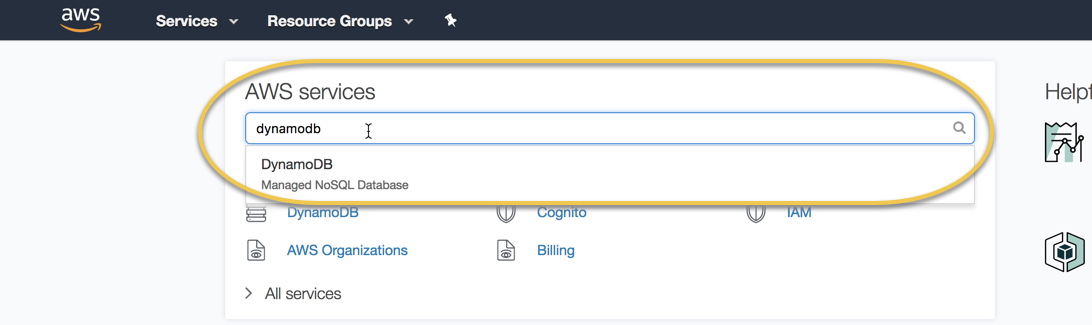 aws
Services
Resource Groups
AWS services
Helpf
dynamodb
DynamoDB
Managed NoSQL Database
DynamoDB
Cognito
IAM
AWS Organizations
Billing
All services